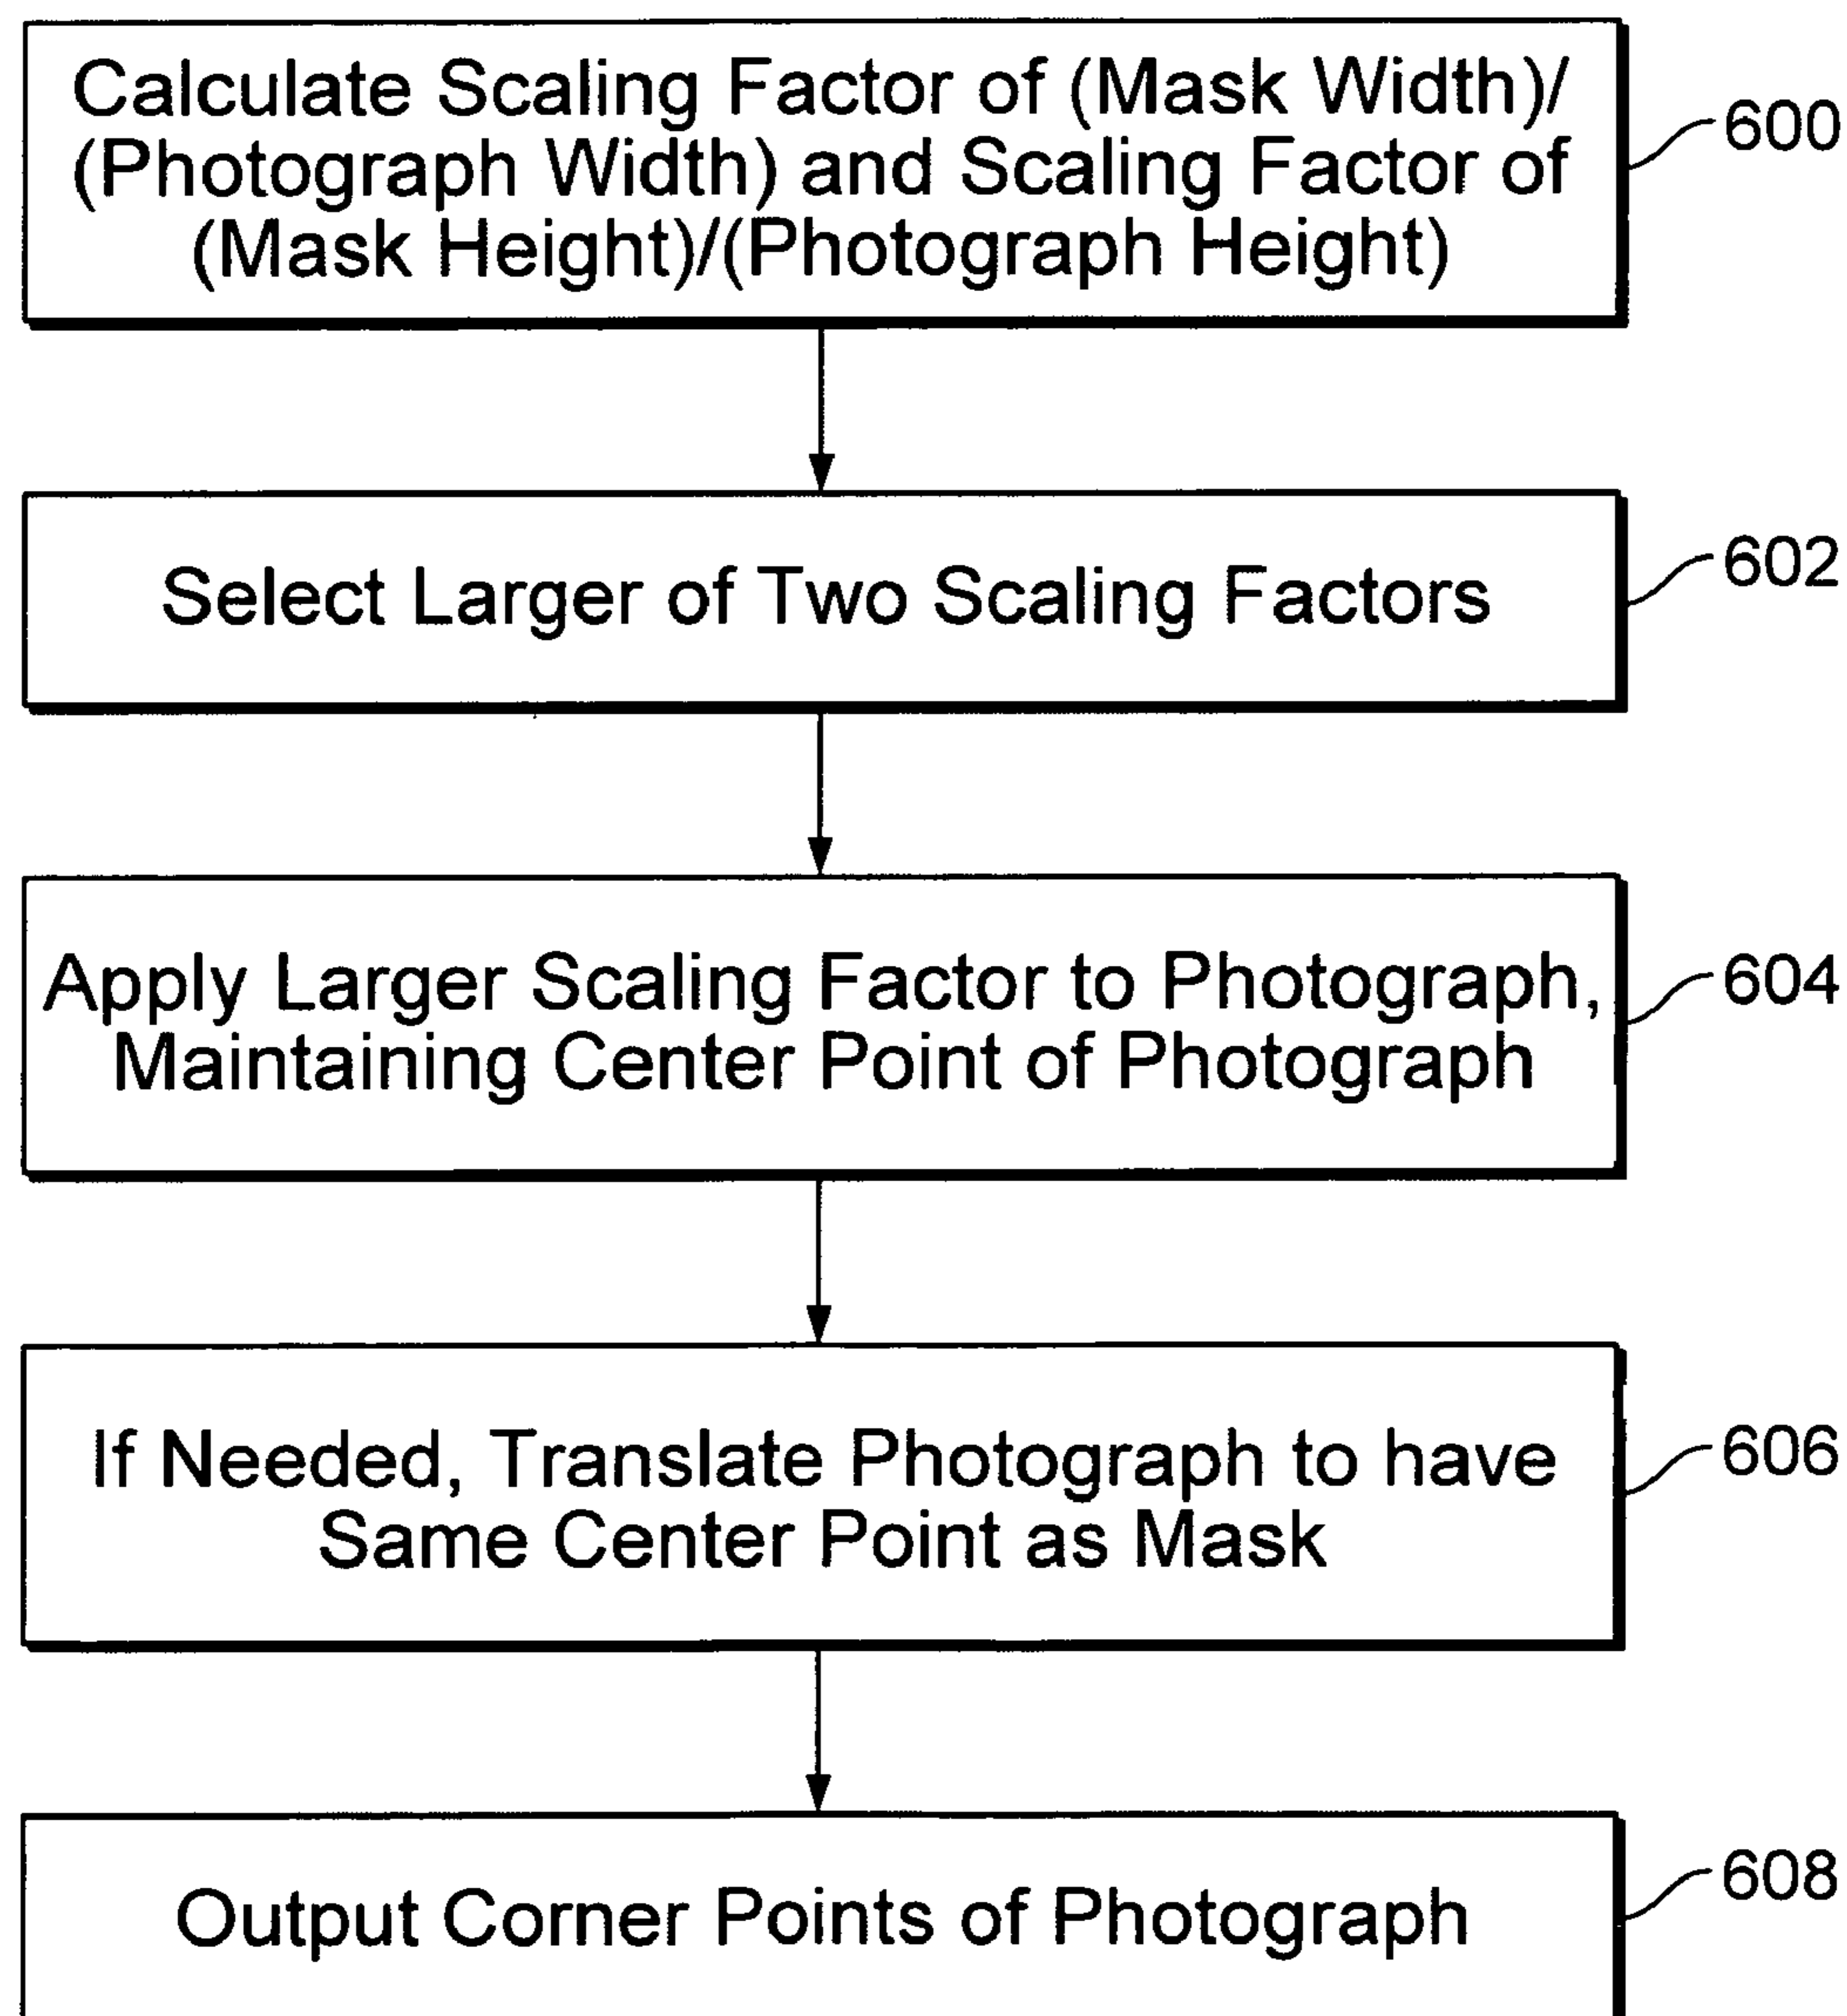 Calculate Scaling Factor of (Mask Width)/
(Photograph Width) and Scaling Factor of
(Mask Height)/(Photograph Height)
600
Select Larger of Two Scaling Factors
602
Apply Larger Scaling Factor to Photograph,
Maintaining Center Point of Photograph
604
If Needed, Translate Photograph to have
Same Center Point as Mask
606
Output Corner Points of Photograph
608